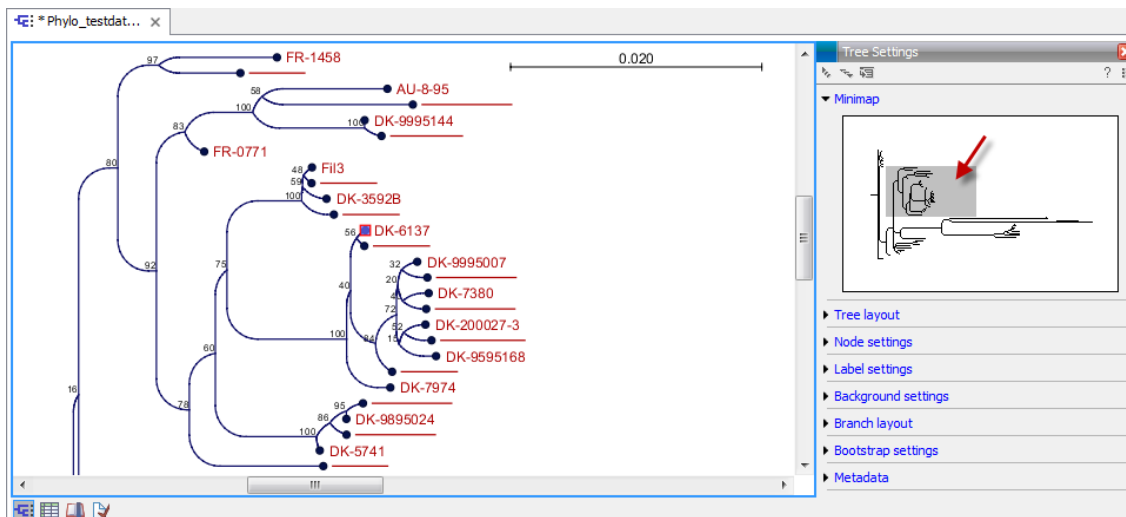 * Phylo_testdat...
Tree Settings
0.020
97
FR-1458
?
Minimap
58
AU-8-95
100
100
DK-9995144
83
FR-0771
80
48
Fil3
59
100
DK-3592B
56
DK-6137
92
75
32
DK-9995007
20
40
DK-7380
72
Tree layout
52
DK-200027-3
100
15
Node settings
60
DK-9595168
Label settings
16
DK-7974
Background settings
78
95
86
DK-9895024
Branch layout
100
DK-5741
Bootstrap settings
Metadata